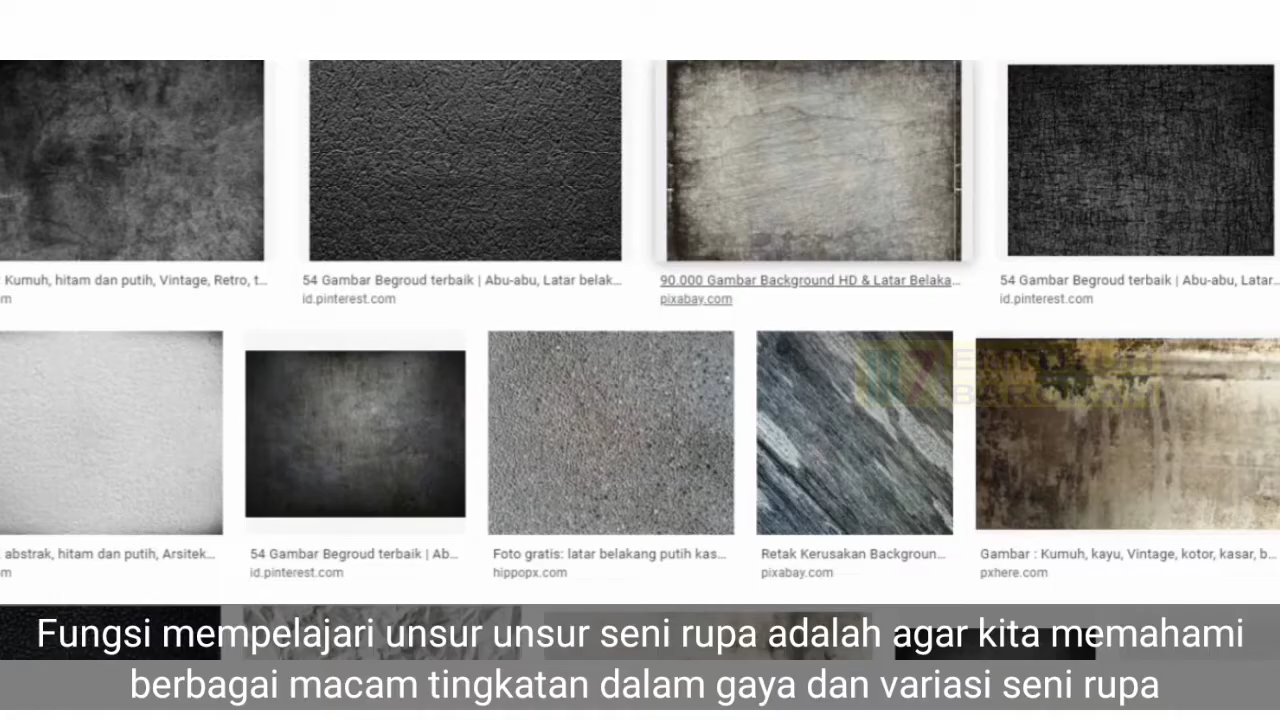 Kumuh, hitam dan putih, Vintage, Retro, t...
54 Gambar Begroud terbaik | Abu-abu, Latar belak...
90.000 Gambar Background HD & Latar Belaka...
54 Gambar Begroud terbaik | Abu-abu, Latar...
m
id.pinterest.com
pixabay.com
id.pinterest.com
abstrak, hitam dan putih, Arsitek...
54 Gambar Begroud terbaik | Ab...
Foto gratis: latar belakang putih kas...
Retak Kerusakan Backgroun...
Gambar : Kumuh, kayu, Vintage, kotor, kasar, b...
m
id.pinterest.com
hippopx.com
pixabay.com
pxhere.com
Fungsi mempelajari unsur unsur seni rupa adalah agar kita memahami
berbagai macam tingkatan dalam gaya dan variasi seni rupa